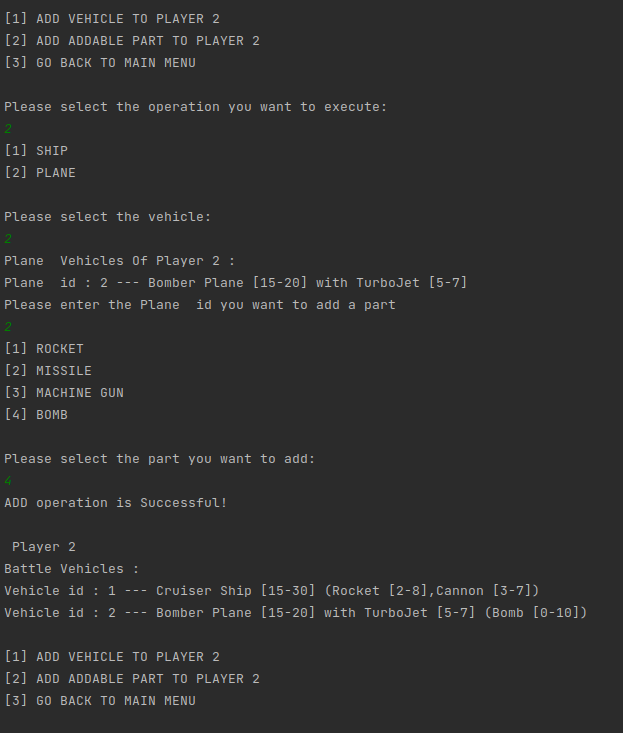 [1] ADD VEHICLE TO PLAYER 2
[2] ADD ADDABLE PART TO PLAYER 2
[3] GO BACK TO MAIN MENU
Please select the operation you want to execute:
2
[1] SHIP
[2] PLANE
Please select the vehicle:
2
Plane  Vehicles Of Player 2 :
Plane  id : 2 --- Bomber Plane [15-20] with TurboJet [5-7]
Please enter the Plane  id you want to add a part
2
[1] ROCKET
[2] MISSILE
[3] MACHINE GUN
[4] BOMB
Please select the part you want to add:
4
ADD operation is Successful!
Player 2
Battle Vehicles :
Vehicle id : 1 --- Cruiser Ship [15-30] (Rocket [2-8],Cannon [3-7])
Vehicle id : 2 --- Bomber Plane [15-20] with TurboJet [5-7] (Bomb [0-10])
[1] ADD VEHICLE TO PLAYER 2
[2] ADD ADDABLE PART TO PLAYER 2
[3] GO BACK TO MAIN MENU